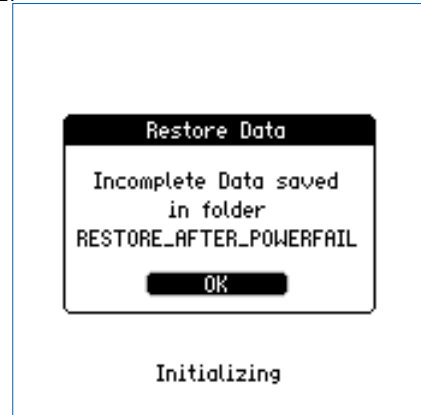 Restore Data
Incomplete Data saved
in folder
RESTORE_AFTER_POWERFAIL
OK
Initializing